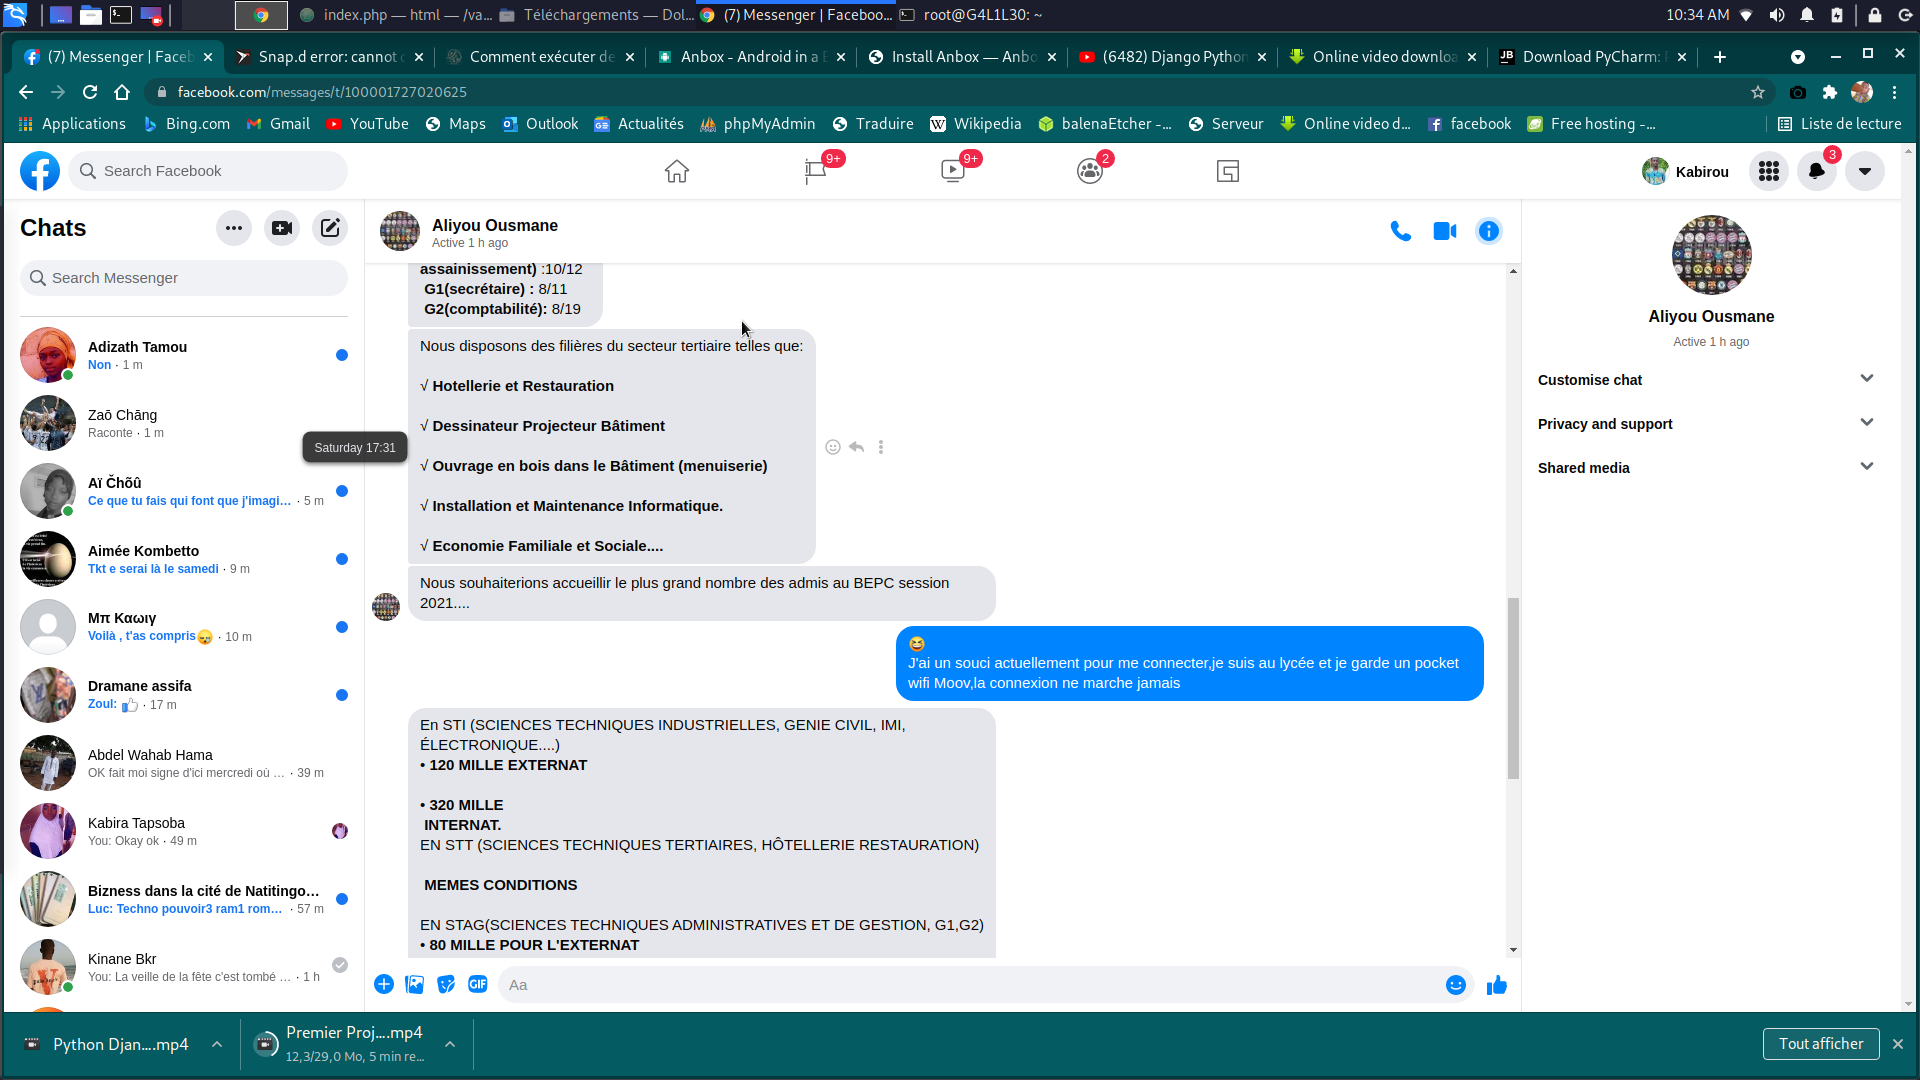 index.php — html — /va...
Téléchargements — Dol...
(7) Messenger | Faceboo...
root@G4L1L30: ~
10:34 AM
(7) Messenger | Faceb
Snap.d error: cannot
Comment exécuter de
Anbox - Android in a
Install Anbox — Anbo
(6482) Django Python
Online video downloa
JB
Download PyCharm:
facebook.com/messages/t/100001727020625
Applications
Bing.com
Gmail
YouTube
Maps
Outlook
Actualités
phpMyAdmin
Traduire
Wikipedia
balenaEtcher -...
Serveur
Online video d...
facebook
Free hosting -...
Liste de lecture
Search Facebook
9+
9+
2
Kabirou
3
Chats
Search Messenger
Adizath Tamou
Non · 1 m
Zaō Chāng
Raconte · 1 m
Aï Čhõû
Ce que tu fais qui font que j'imagi... · 5 m
Aimée Kombetto
Tkt e serai là le samedi · 9 m
Μπ Καωιγ
Voilà , t'as compris😪 · 10 m
Dramane assifa
Zoul: 👍 · 17 m
Abdel Wahab Hama
OK fait moi signe d'ici mercredi où ... · 39 m
Kabira Tapsoba
You: Okay ok · 49 m
Bizness dans la cité de Natitingo...
Luc: Techno pouvoir3 ram1 rom... · 57 m
Kinane Bkr
You: La veille de la fête c'est tombé ... · 1 h
Aliyou Ousmane
Active 1 h ago
assainissement) :10/12
G1(secrétaire) : 8/11
G2(comptabilité): 8/19
Saturday 17:31
Nous disposons des filières du secteur tertiaire telles que:
√ Hotellerie et Restauration
√ Dessinateur Projecteur Bâtiment
√ Ouvrage en bois dans le Bâtiment (menuiserie)
√ Installation et Maintenance Informatique.
√ Economie Familiale et Sociale....
Nous souhaiterions accueillir le plus grand nombre des admis au BEPC session
2021....
😆
J'ai un souci actuellement pour me connecter,je suis au lycée et je garde un pocket
wifi Moov,la connexion ne marche jamais
En STI (SCIENCES TECHNIQUES INDUSTRIELLES, GENIE CIVIL, IMI,
ÉLECTRONIQUE....)
• 120 MILLE EXTERNAT
• 320 MILLE
INTERNAT.
EN STT (SCIENCES TECHNIQUES TERTIAIRES, HÔTELLERIE RESTAURATION)
MEMES CONDITIONS
EN STAG(SCIENCES TECHNIQUES ADMINISTRATIVES ET DE GESTION, G1,G2)
• 80 MILLE POUR L'EXTERNAT
GIF
Aa
Aliyou Ousmane
Active 1 h ago
Customise chat
Privacy and support
Shared media
Python Djan....mp4
Premier Proj....mp4
12,3/29,0 Mo, 5 min re...
Tout afficher